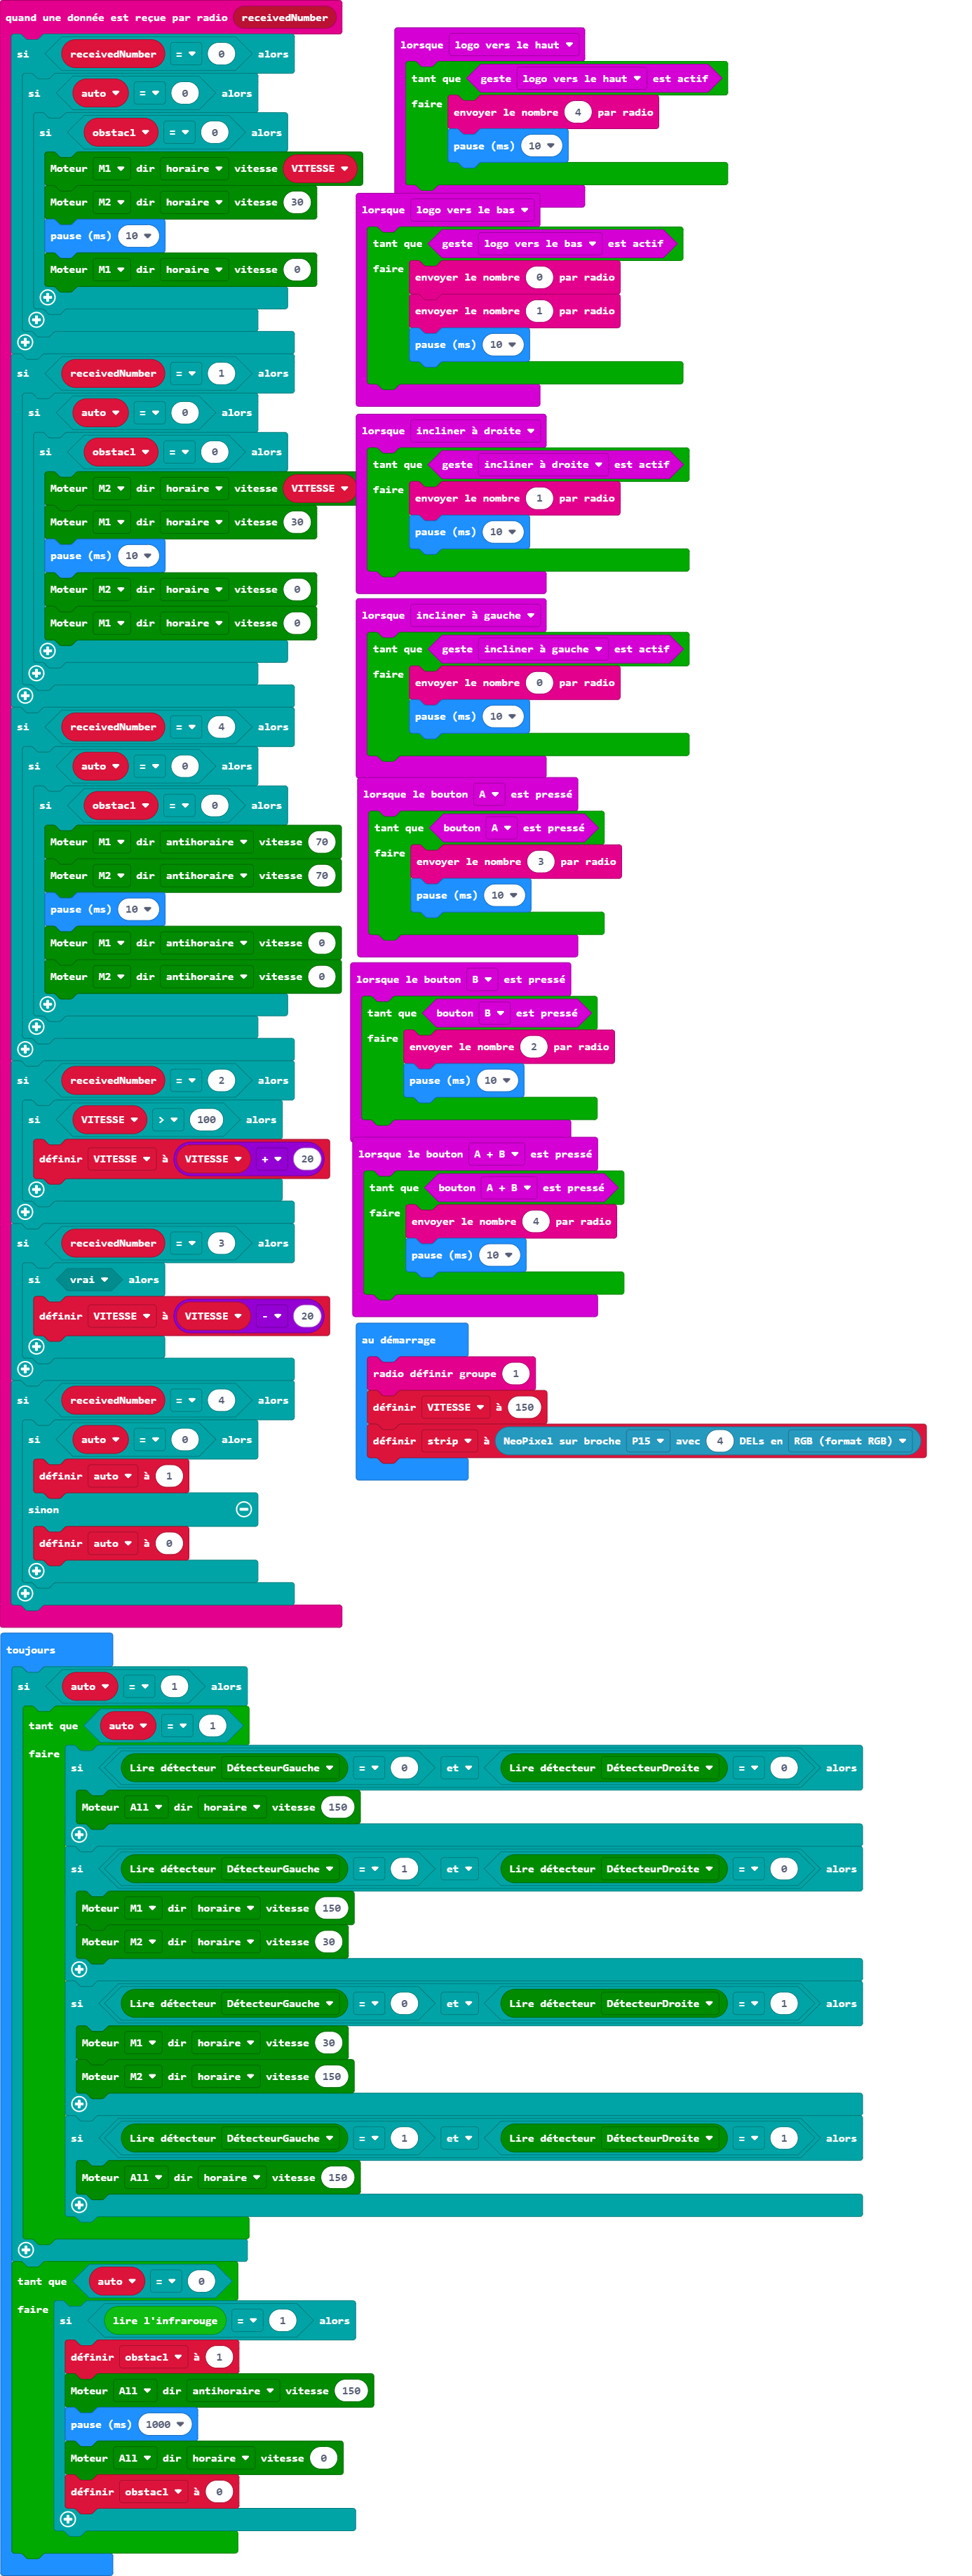 quand une donnée est reçue par radio receivedNumber
si receivedNumber = 0 alors
si auto = 0 alors
si obstacl = 0 alors
Moteur M1 dir horaire vitesse VITESSE
Moteur M2 dir horaire vitesse 30
pause (ms) 10
Moteur M1 dir horaire vitesse 0
si receivedNumber = 1 alors
si auto = 0 alors
si obstacl = 0 alors
Moteur M2 dir horaire vitesse VITESSE
Moteur M1 dir horaire vitesse 30
pause (ms) 10
Moteur M2 dir horaire vitesse 0
Moteur M1 dir horaire vitesse 0
si receivedNumber = 4 alors
si auto = 0 alors
si obstacl = 0 alors
Moteur M1 dir antihoraire vitesse 70
Moteur M2 dir antihoraire vitesse 70
pause (ms) 10
Moteur M1 dir antihoraire vitesse 0
Moteur M2 dir antihoraire vitesse 0
si receivedNumber = 2 alors
si VITESSE > 100 alors
définir VITESSE à VITESSE + 20
si receivedNumber = 3 alors
si vrai alors
définir VITESSE à VITESSE - 20
si receivedNumber = 4 alors
si auto = 0 alors
définir auto à 1
sinon
définir auto à 0
lorsque logo vers le haut
tant que geste logo vers le haut est actif
faire envoyer le nombre 4 par radio
pause (ms) 10
lorsque logo vers le bas
tant que geste logo vers le bas est actif
faire envoyer le nombre 0 par radio
envoyer le nombre 1 par radio
pause (ms) 10
lorsque incliner à droite
tant que geste incliner à droite est actif
faire envoyer le nombre 1 par radio
pause (ms) 10
lorsque incliner à gauche
tant que geste incliner à gauche est actif
faire envoyer le nombre 0 par radio
pause (ms) 10
lorsque le bouton A est pressé
tant que bouton A est pressé
faire envoyer le nombre 3 par radio
pause (ms) 10
lorsque le bouton B est pressé
tant que bouton B est pressé
faire envoyer le nombre 2 par radio
pause (ms) 10
lorsque le bouton A + B est pressé
tant que bouton A + B est pressé
faire envoyer le nombre 4 par radio
pause (ms) 10
au démarrage
radio définir groupe 1
définir VITESSE à 150
définir strip à NeoPixel sur broche P15 avec 4 DELs en RGB (format RGB)
toujours
si auto = 1 alors
tant que auto = 1
faire si Lire détecteur DétecteurGauche = 0 et Lire détecteur DétecteurDroite = 0 alors
Moteur All dir horaire vitesse 150
si Lire détecteur DétecteurGauche = 1 et Lire détecteur DétecteurDroite = 0 alors
Moteur M1 dir horaire vitesse 150
Moteur M2 dir horaire vitesse 30
si Lire détecteur DétecteurGauche = 0 et Lire détecteur DétecteurDroite = 1 alors
Moteur M1 dir horaire vitesse 30
Moteur M2 dir horaire vitesse 150
si Lire détecteur DétecteurGauche = 1 et Lire détecteur DétecteurDroite = 1 alors
Moteur All dir horaire vitesse 150
tant que auto = 0
faire si lire l'infrarouge = 1 alors
définir obstacl à 1
Moteur All dir antihoraire vitesse 150
pause (ms) 1000
Moteur All dir horaire vitesse 0
définir obstacl à 0